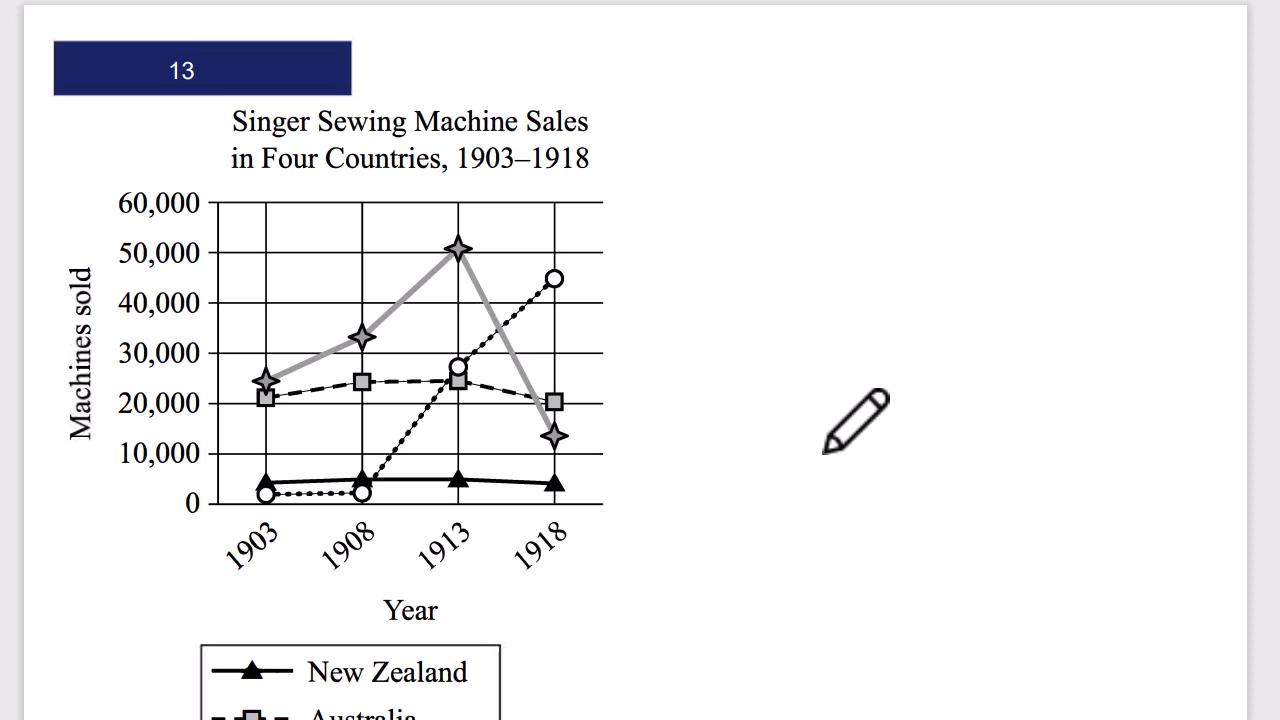 13
Singer Sewing Machine Sales
in Four Countries, 1903–1918
60,000
50,000
40,000
30,000
20,000
10,000
0
Machines sold
1903
1908
1913
1918
Year
New Zealand
Australia